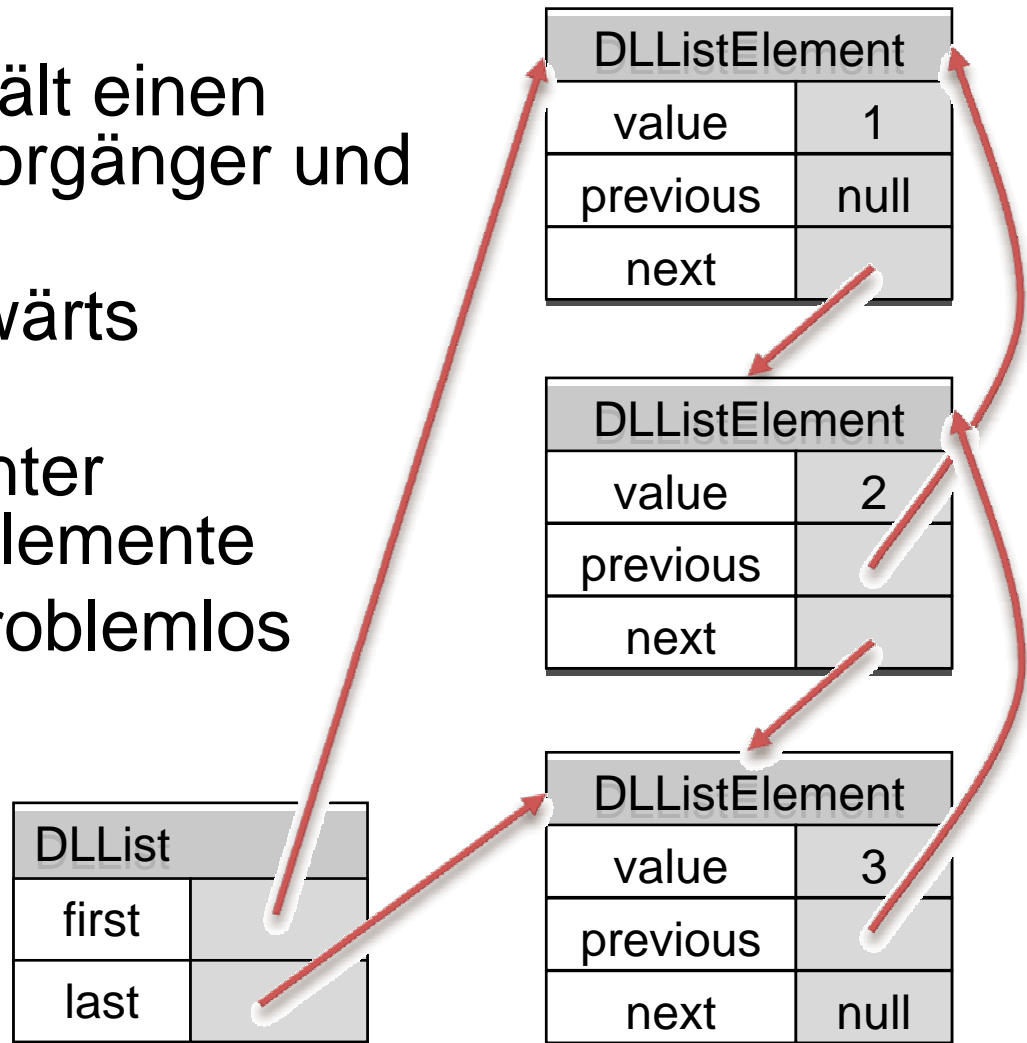 ält einen
orgänger und
wärts
nter
lemente
roblemlos
DLListElement
value 1
previous null
next
DLListElement
value 2
previous
next
DLListElement
value 3
previous
next null
DLList
first
last